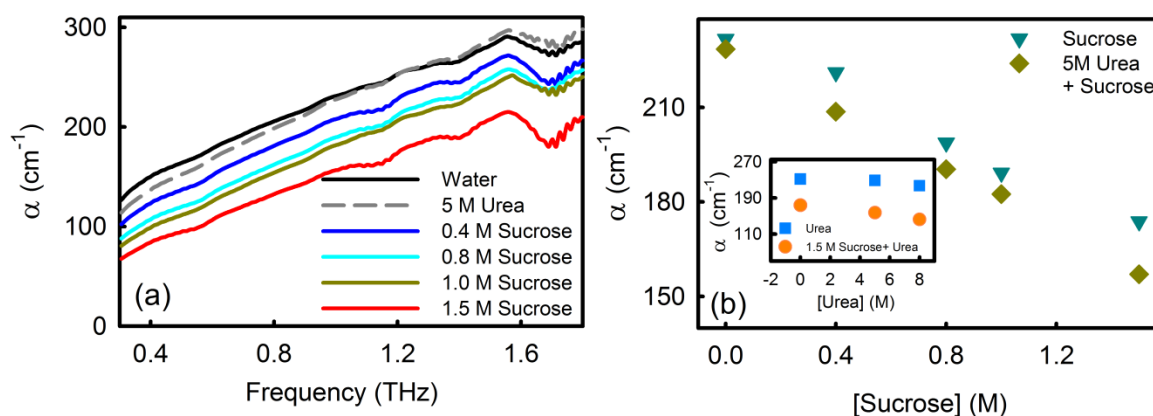 300
200
100
0
α (cm-1)
0.4
0.8
1.2
1.6
Frequency (THz)
(a)
Water
5 M Urea
0.4 M Sucrose
0.8 M Sucrose
1.0 M Sucrose
1.5 M Sucrose
210
180
150
α (cm-1)
0.0
0.4
0.8
1.2
[Sucrose] (M)
(b)
Sucrose
5M Urea
+ Sucrose
270
190
110
α (cm-1)
Urea
1.5 M Sucrose+ Urea
-2
0
2
4
6
8
[Urea] (M)